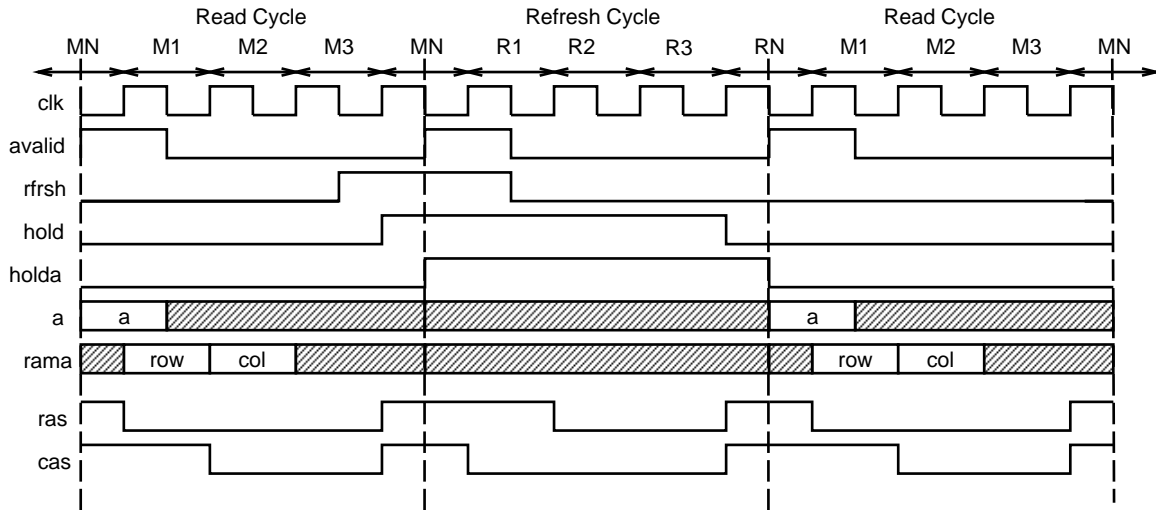 Read Cycle Refresh Cycle Read Cycle
MN M1 M2 M3 MN R1 R2 R3 RN M1 M2 M3 MN
clk
avalid
rfrsh
hold
holda
a a a
rama row col row col
ras
cas